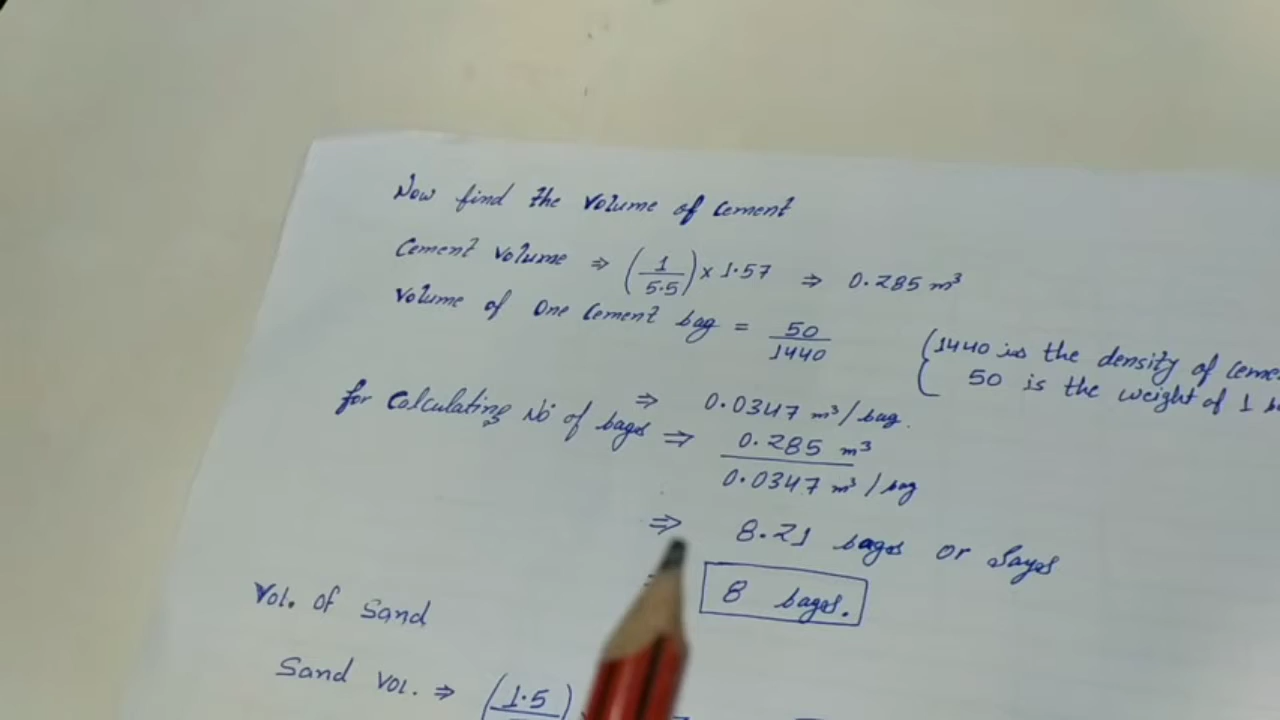 Now find the volume of cement
Cement volume ⇒ (1/5.5) × 1.57 ⇒ 0.285 m³
Volume of one cement bag = 50/1440
{1440 is the density of
50 is the weight of 1
⇒ 0.0347 m³/bag.
for calculating No of bags ⇒ 0.285 m³ / 0.0347 m³/bag
⇒ 8.21 bags or says
8 bags.
Vol. of Sand
Sand vol. ⇒ (1.5